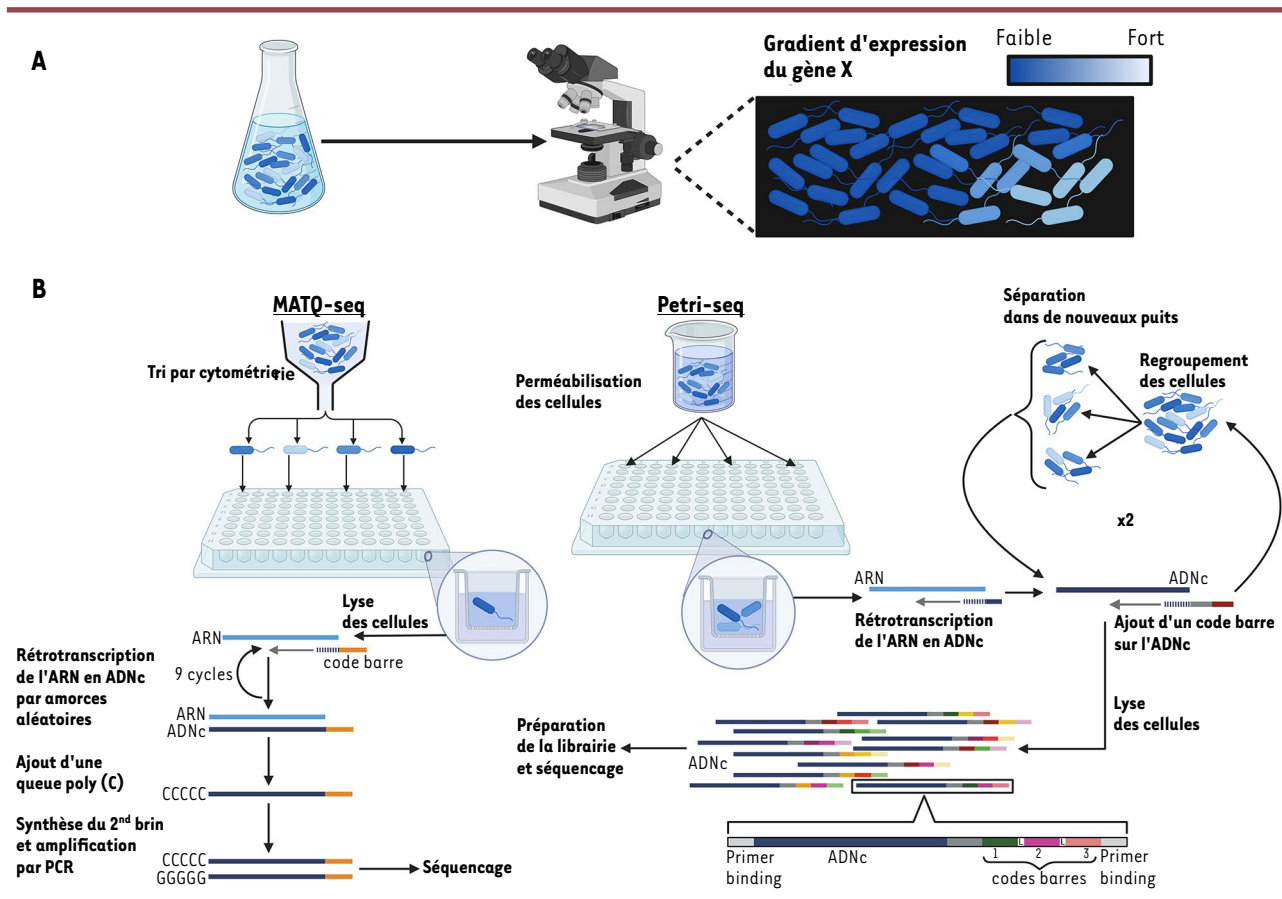 A
Gradient d'expression
du gène X
Faible
Fort
B
MATQ-seq
Tri par cytométrie
rie
Lyse
des cellules
ARN
code barre
9 cycles
Rétrotranscription
de l'ARN en ADNc
par amorces
aléatoires
ARN
ADNc
Ajout d'une
queue poly (C)
CCCCC
Synthèse du 2nd brin
et amplification
par PCR
CCCCC
GGGGG
Séquencage
Petri-seq
Perméabilisation
des cellules
ARN
Rétrotranscription
de l'ARN en ADNc
ADNc
Ajout d'un code barre
sur l'ADNc
Séparation
dans de nouveaux puits
Regroupement
des cellules
x2
Lyse
des cellules
Préparation
de la librairie
et séquencage
ADNc
L
L
1
2
3
Primer
binding
ADNc
codes barres
Primer
binding